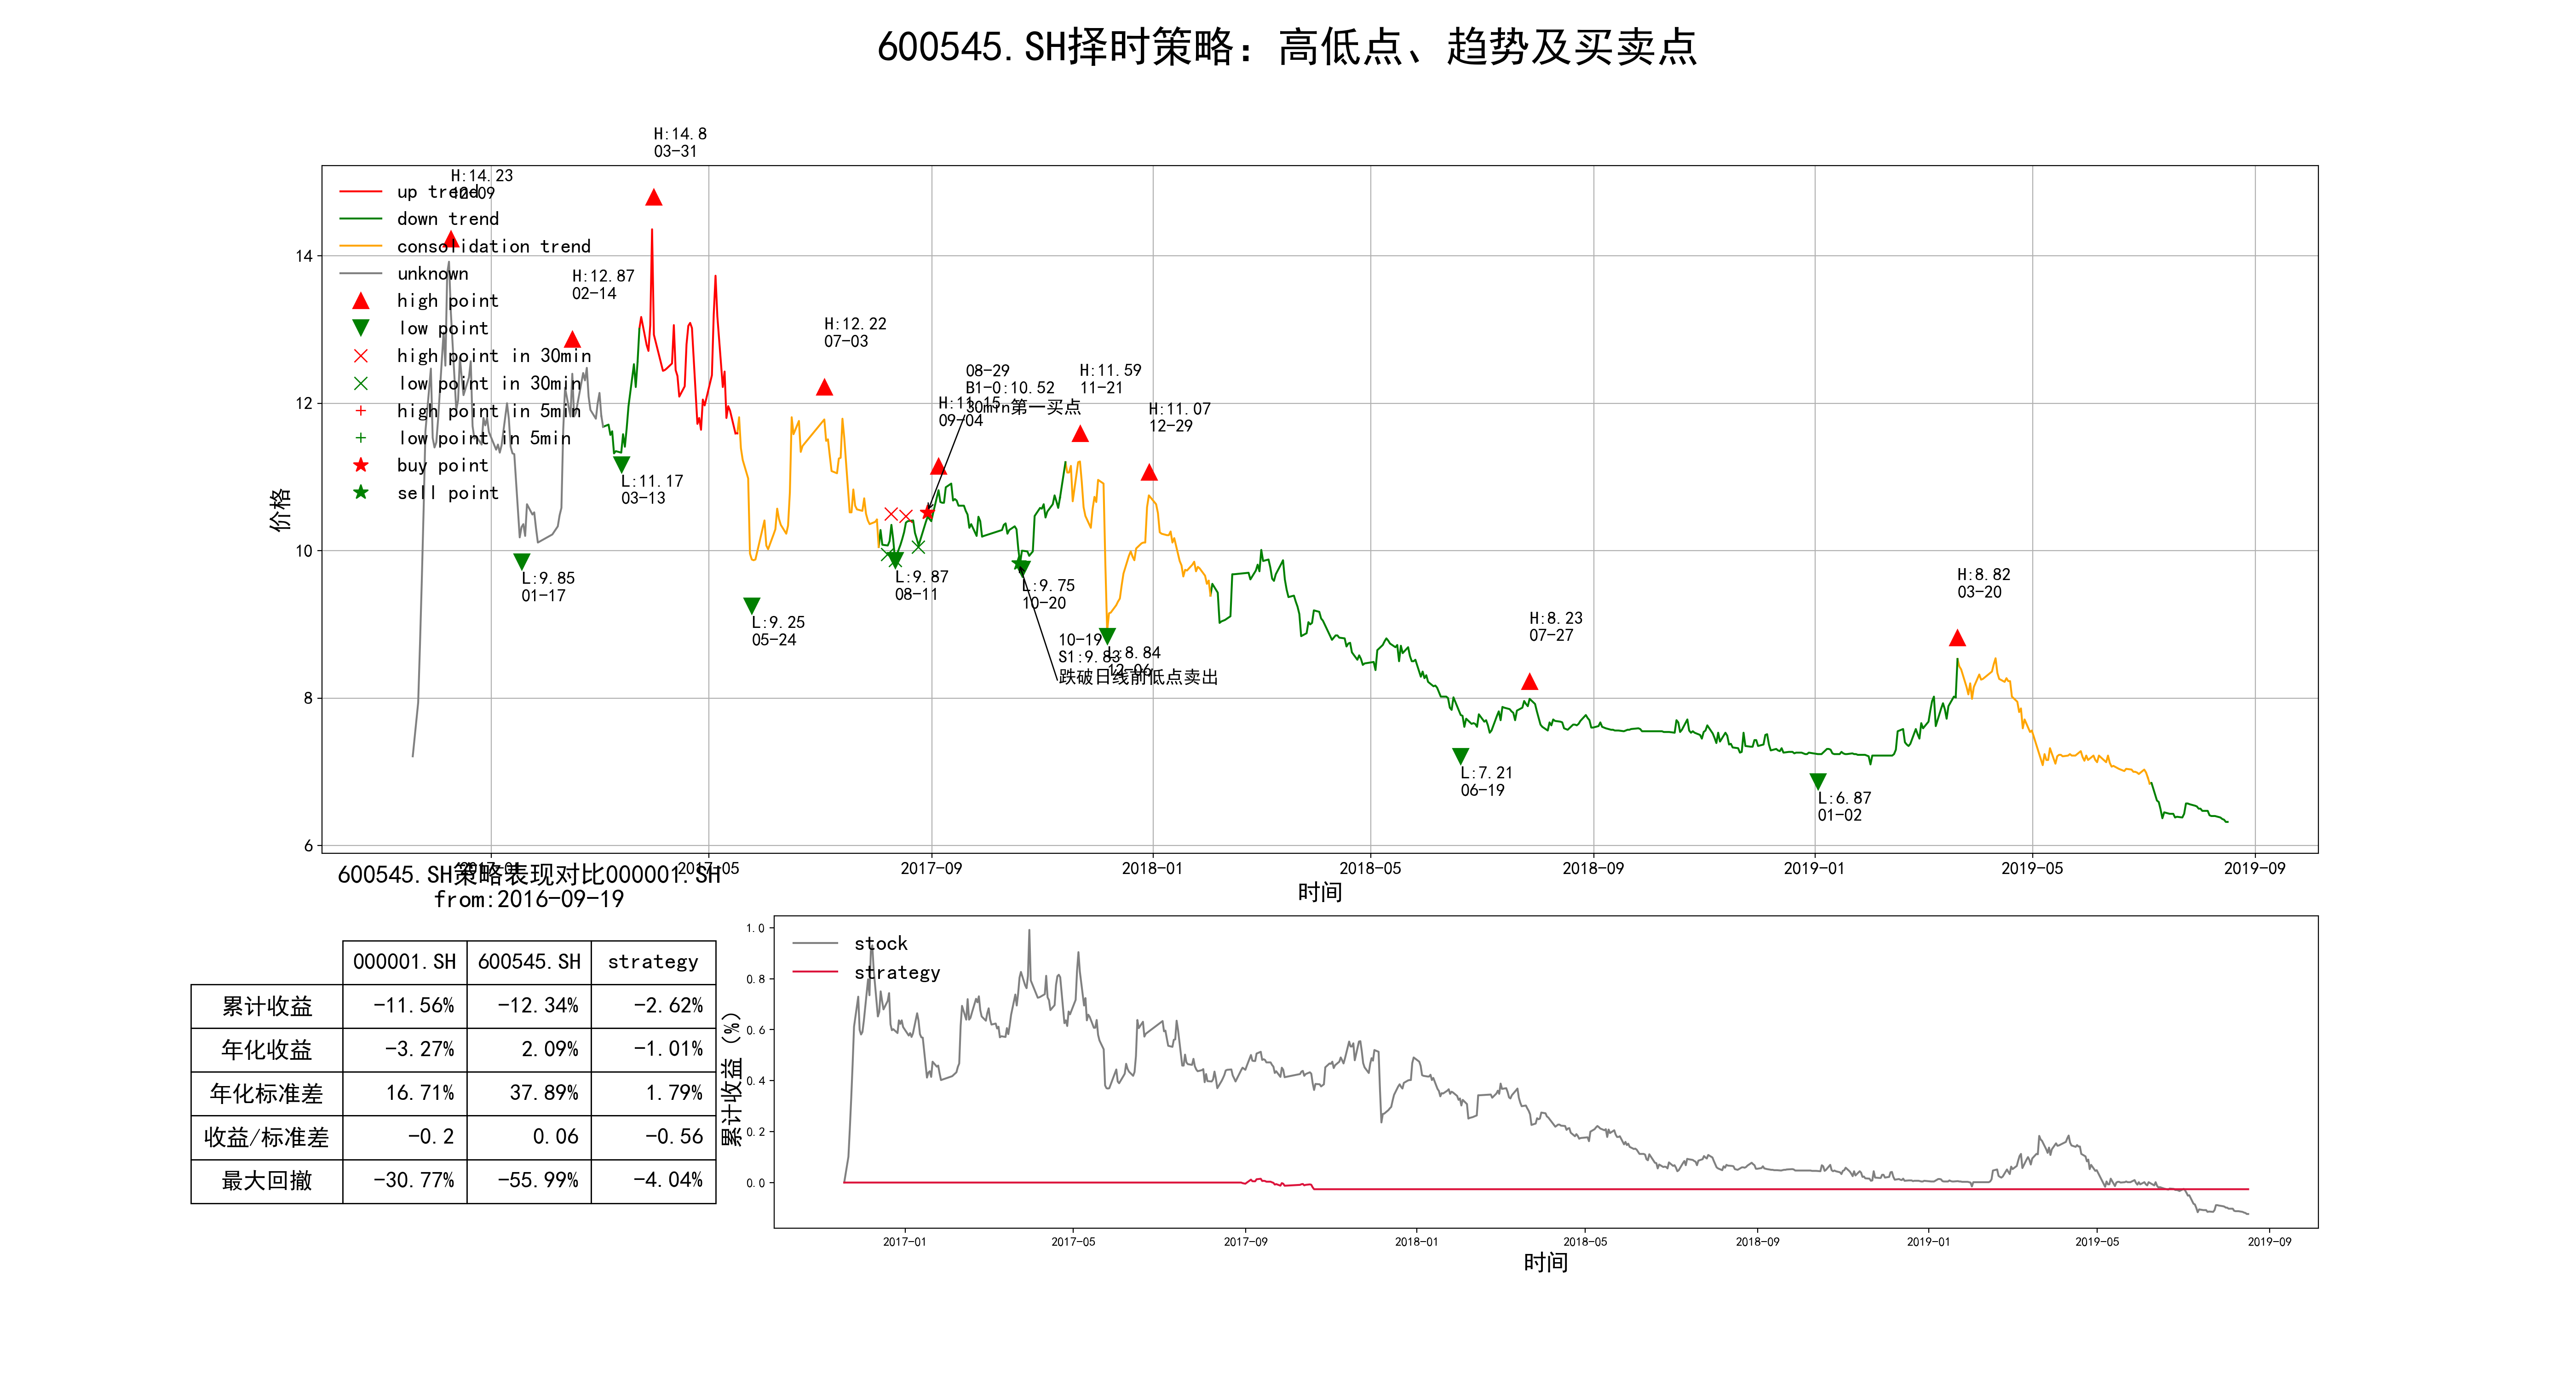 600545.SH择时策略：高低点、趋势及买卖点
H:14.8
03-31
H:14.23
12-09
up trend
down trend
consolidation trend
unknown
high point
low point
high point in 30min
low point in 30min
high point in 5min
low point in 5min
buy point
sell point
H:12.87
02-14
H:12.22
07-03
08-29
B1-0:10.52
30min第一买点
H:11.15
09-04
H:11.59
11-21
H:11.07
12-29
L:11.17
03-13
L:9.85
01-17
L:9.25
05-24
L:9.87
08-11
L:9.75
10-20
10-19
S1:9.83
跌破日线前低点卖出
L:8.84
12-06
H:8.23
07-27
H:8.82
03-20
L:7.21
06-19
L:6.87
01-02
价格
14
12
10
8
6
2017-01
2017-05
2017-09
2018-01
2018-05
2018-09
2019-01
2019-05
2019-09
时间
600545.SH策略表现对比000001.SH
from:2016-09-19
000001.SH 600545.SH strategy
累计收益 -11.56% -12.34% -2.62%
年化收益 -3.27% 2.09% -1.01%
年化标准差 16.71% 37.89% 1.79%
收益/标准差 -0.2 0.06 -0.56
最大回撤 -30.77% -55.99% -4.04%
累计收益（%）
1.0
0.8
0.6
0.4
0.2
0.0
stock
strategy
2017-01
2017-05
2017-09
2018-01
2018-05
2018-09
2019-01
2019-05
2019-09
时间